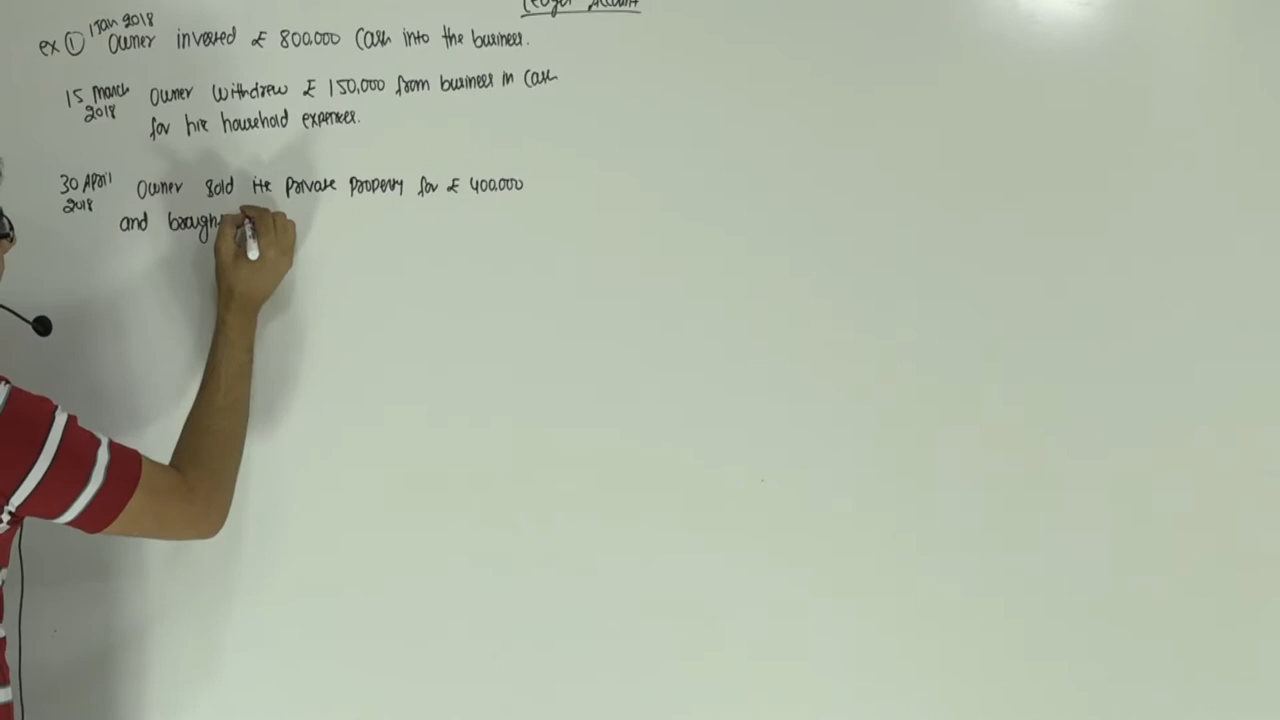 Ledger Account
1 Jan 2018
ex ① Owner invested £ 800,000 Cash into the business.
15 March 2018 Owner withdrew £ 150,000 from business in cash
for his household expenses.
30 April 2018 Owner sold his private property for £ 400,000
and brough